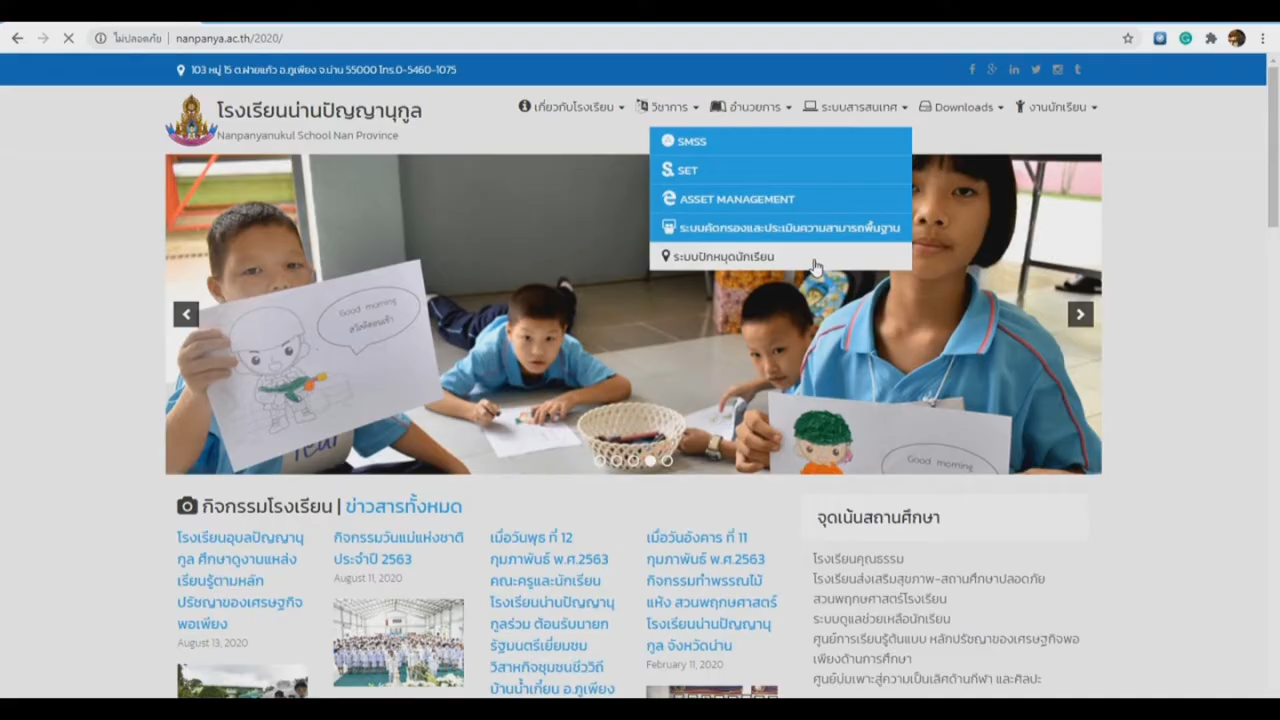 ไม่ปลอดภัย | nanpanya.ac.th/2020/
103 หมู่ 15 ต.ฝายแก้ว อ.ภูเพียง จ.น่าน 55000 โทร.0-5460-1075
โรงเรียนน่านปัญญานุกูล
Nanpanyanukul School Nan Province
เกี่ยวกับโรงเรียน
วิชาการ
อำนวยการ
ระบบสารสนเทศ
Downloads
งานนักเรียน
SMSS
SET
ASSET MANAGEMENT
ระบบคัดกรองและประเมินความสามารถพื้นฐาน
ระบบปักหมุดนักเรียน
Good morning
สวัสดีตอนเช้า
Good morning
กิจกรรมโรงเรียน | ข่าวสารทั้งหมด
โรงเรียนอุบลปัญญานุ
กูล ศึกษาดูงานแหล่ง
เรียนรู้ตามหลัก
ปรัชญาของเศรษฐกิจ
พอเพียง
August 13, 2020
กิจกรรมวันแม่แห่งชาติ
ประจำปี 2563
August 11, 2020
เมื่อวันพุธ ที่ 12
กุมภาพันธ์ พ.ศ.2563
คณะครูและนักเรียน
โรงเรียนน่านปัญญานุ
กูลร่วม ต้อนรับนายก
รัฐมนตรีเยี่ยมชม
วิสาหกิจชุมชนชีววิถี
บ้านน้ำเกี๋ยน อ.ภูเพียง
เมื่อวันอังคาร ที่ 11
กุมภาพันธ์ พ.ศ.2563
กิจกรรมทำพรรณไม้
แห้ง สวนพฤกษศาสตร์
โรงเรียนน่านปัญญานุ
กูล จังหวัดน่าน
February 11, 2020
จุดเน้นสถานศึกษา
โรงเรียนคุณธรรม
โรงเรียนส่งเสริมสุขภาพ-สถานศึกษาปลอดภัย
สวนพฤกษศาสตร์โรงเรียน
ระบบดูแลช่วยเหลือนักเรียน
ศูนย์การเรียนรู้ต้นแบบ หลักปรัชญาของเศรษฐกิจพอ
เพียงด้านการศึกษา
ศูนย์บ่มเพาะสู่ความเป็นเลิศด้านกีฬา และศิลปะ